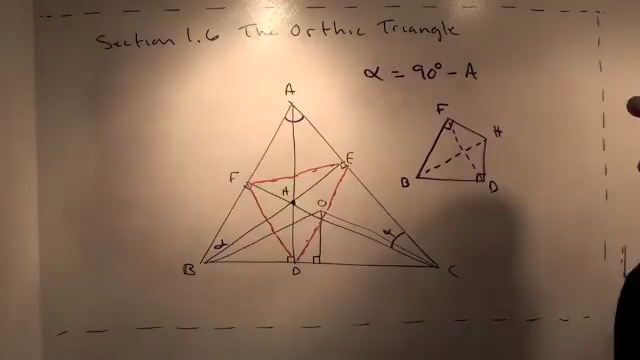 Section 1.6 The Orthic Triangle
α = 90° - A
A
F
H
B
D
F
E
H
O
α
α
B
D
C